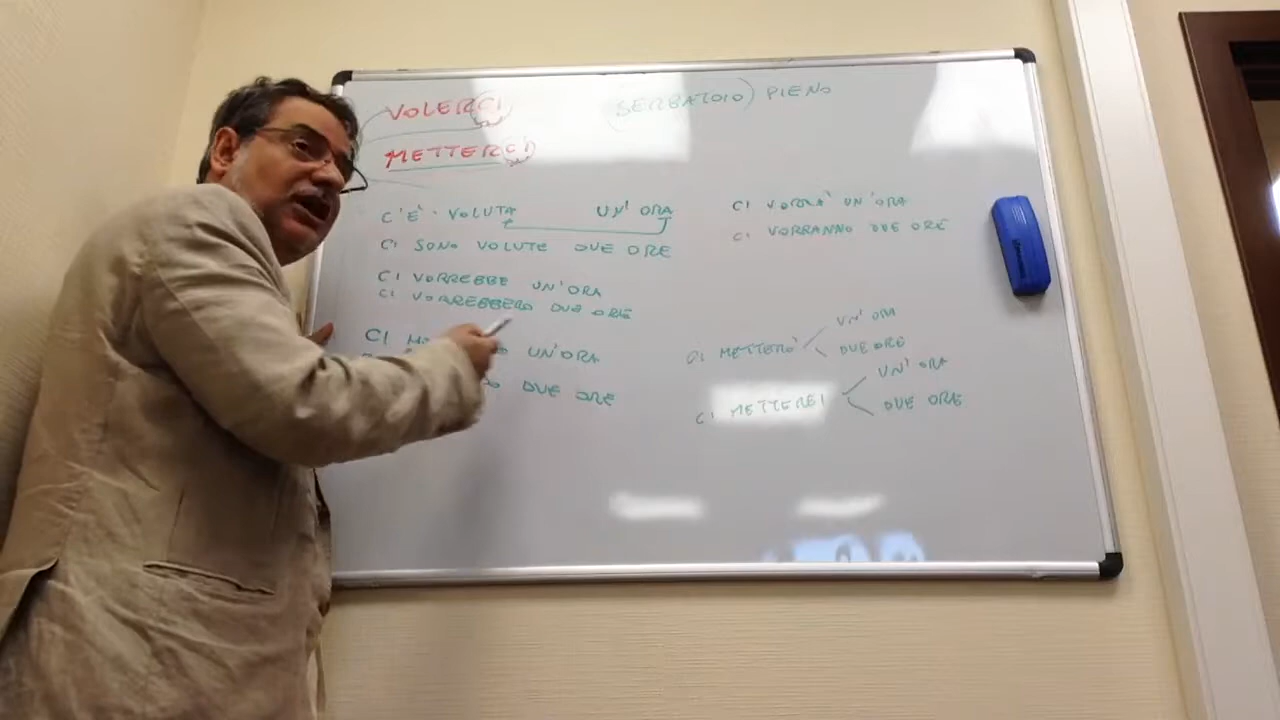 VOLERCI
(SERBATOIO) PIENO
METTERCI
C'È VOLUTA UN'ORA
CI SONO VOLUTE DUE ORE
CI VORREBBE UN'ORA
CI VORREBBERO DUE ORE
CI UN'ORA
DUE ORE
CI VORRÀ UN'ORA
CI VORRANNO DUE ORE
CI METTERÒ UN'ORA
DUE ORE
CI METTEREI UN'ORA
DUE ORE